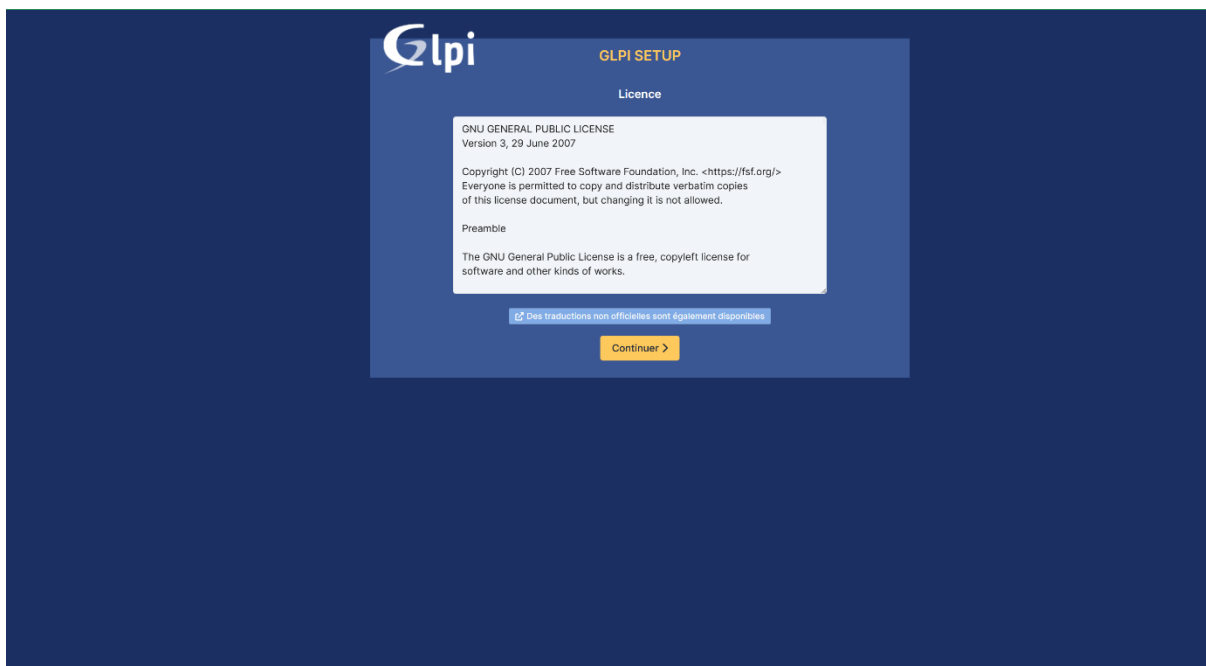 Glpi
GLPI SETUP
Licence
GNU GENERAL PUBLIC LICENSE
Version 3, 29 June 2007
Copyright (C) 2007 Free Software Foundation, Inc. <https://fsf.org/>
Everyone is permitted to copy and distribute verbatim copies
of this license document, but changing it is not allowed.
Preamble
The GNU General Public License is a free, copyleft license for
software and other kinds of works.
Des traductions non officielles sont également disponibles
Continuer